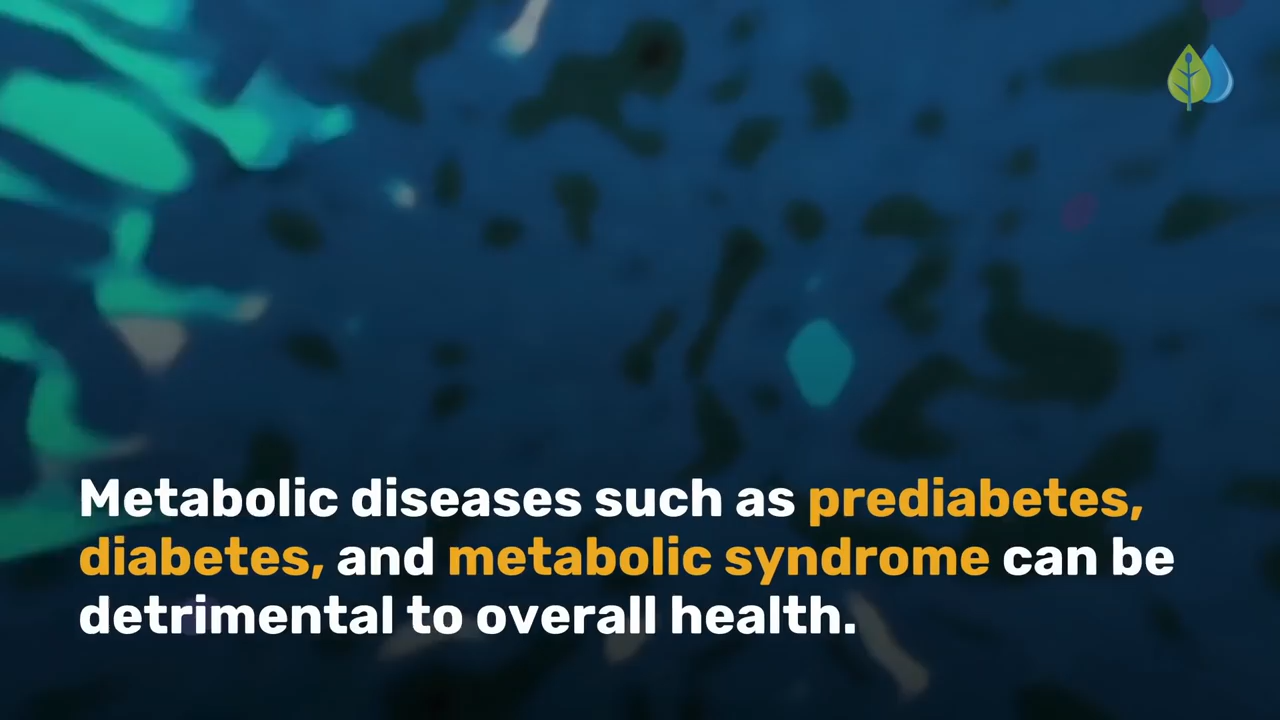 Metabolic diseases such as prediabetes,
diabetes, and metabolic syndrome can be
detrimental to overall health.